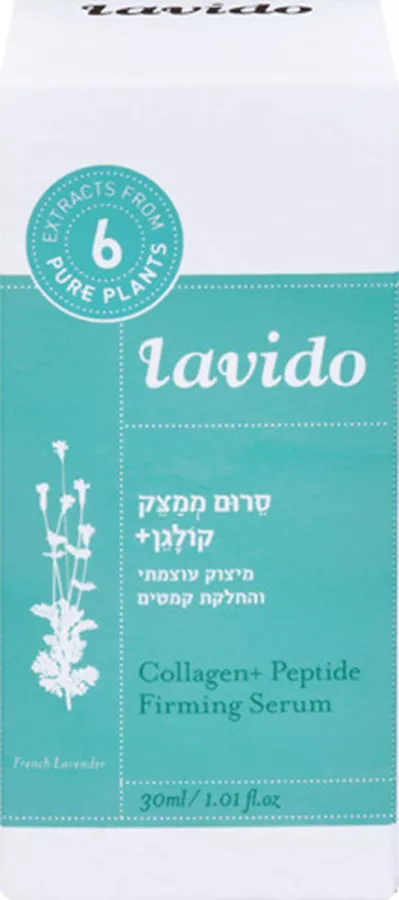 lavido
EXTRACTS FROM
6
PURE PLANTS
lavido
סֵרוּם מְמַצֵּק
קוֹלָגֵן+
מיצוק עוצמתי
והחלקת קמטים
Collagen+ Peptide
Firming Serum
French Lavender
30ml/1.01 fl.oz